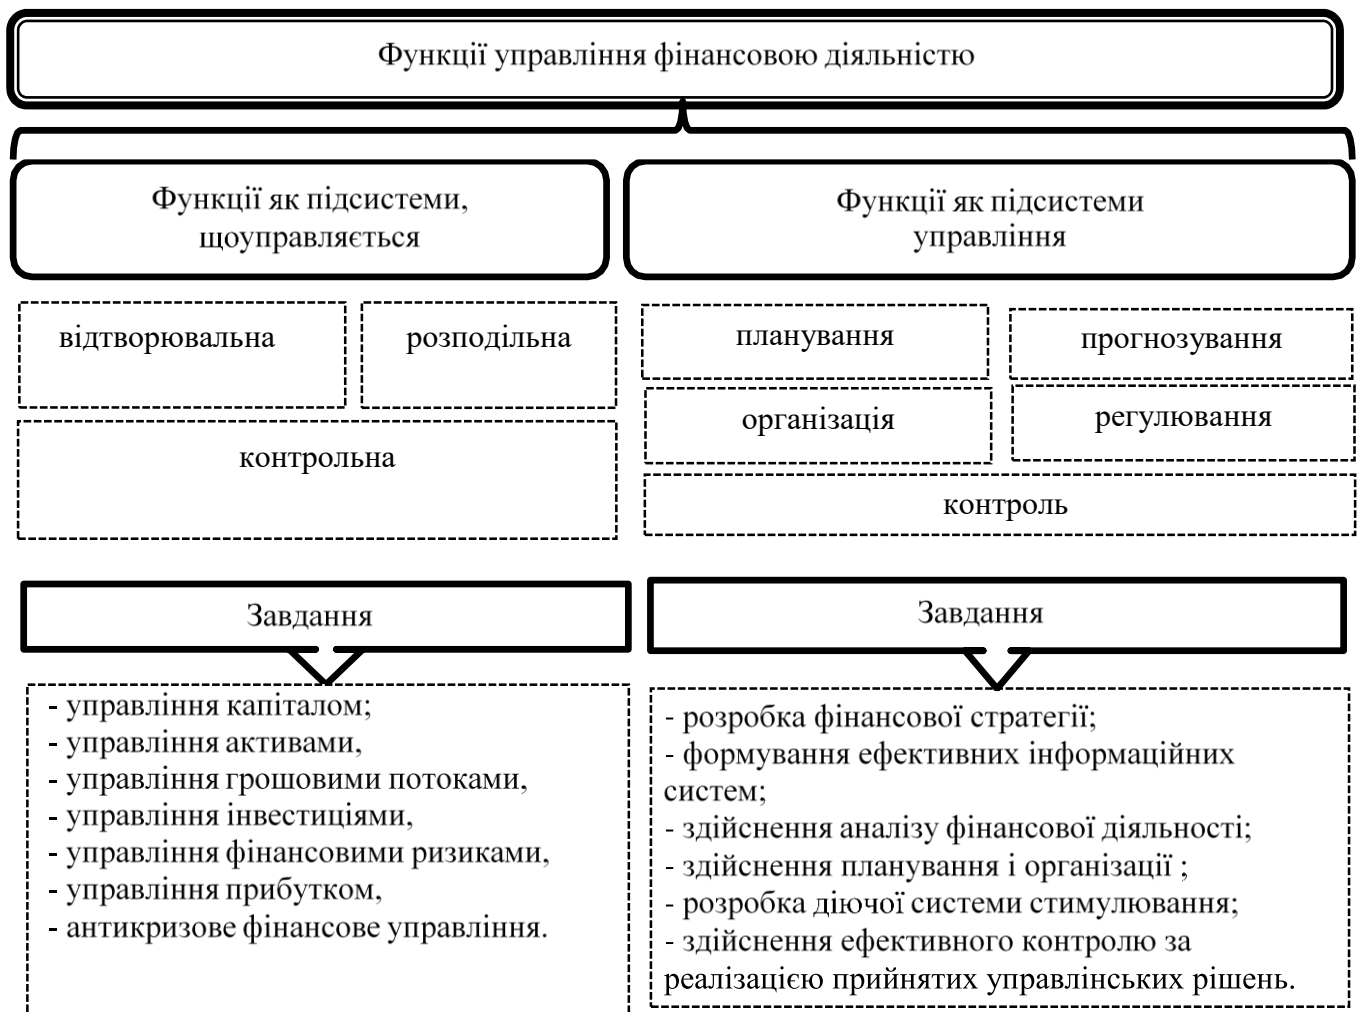 Функції управління фінансовою діяльністю
Функції як підсистеми,
щоуправляється
Функції як підсистеми
управління
відтворювальна
розподільна
контрольна
планування
прогнозування
організація
регулювання
контроль
Завдання
- управління капіталом;
- управління активами,
- управління грошовими потоками,
- управління інвестиціями,
- управління фінансовими ризиками,
- управління прибутком,
- антикризове фінансове управління.
Завдання
- розробка фінансової стратегії;
- формування ефективних інформаційних
систем;
- здійснення аналізу фінансової діяльності;
- здійснення планування і організації ;
- розробка діючої системи стимулювання;
- здійснення ефективного контролю за
реалізацією прийнятих управлінських рішень.